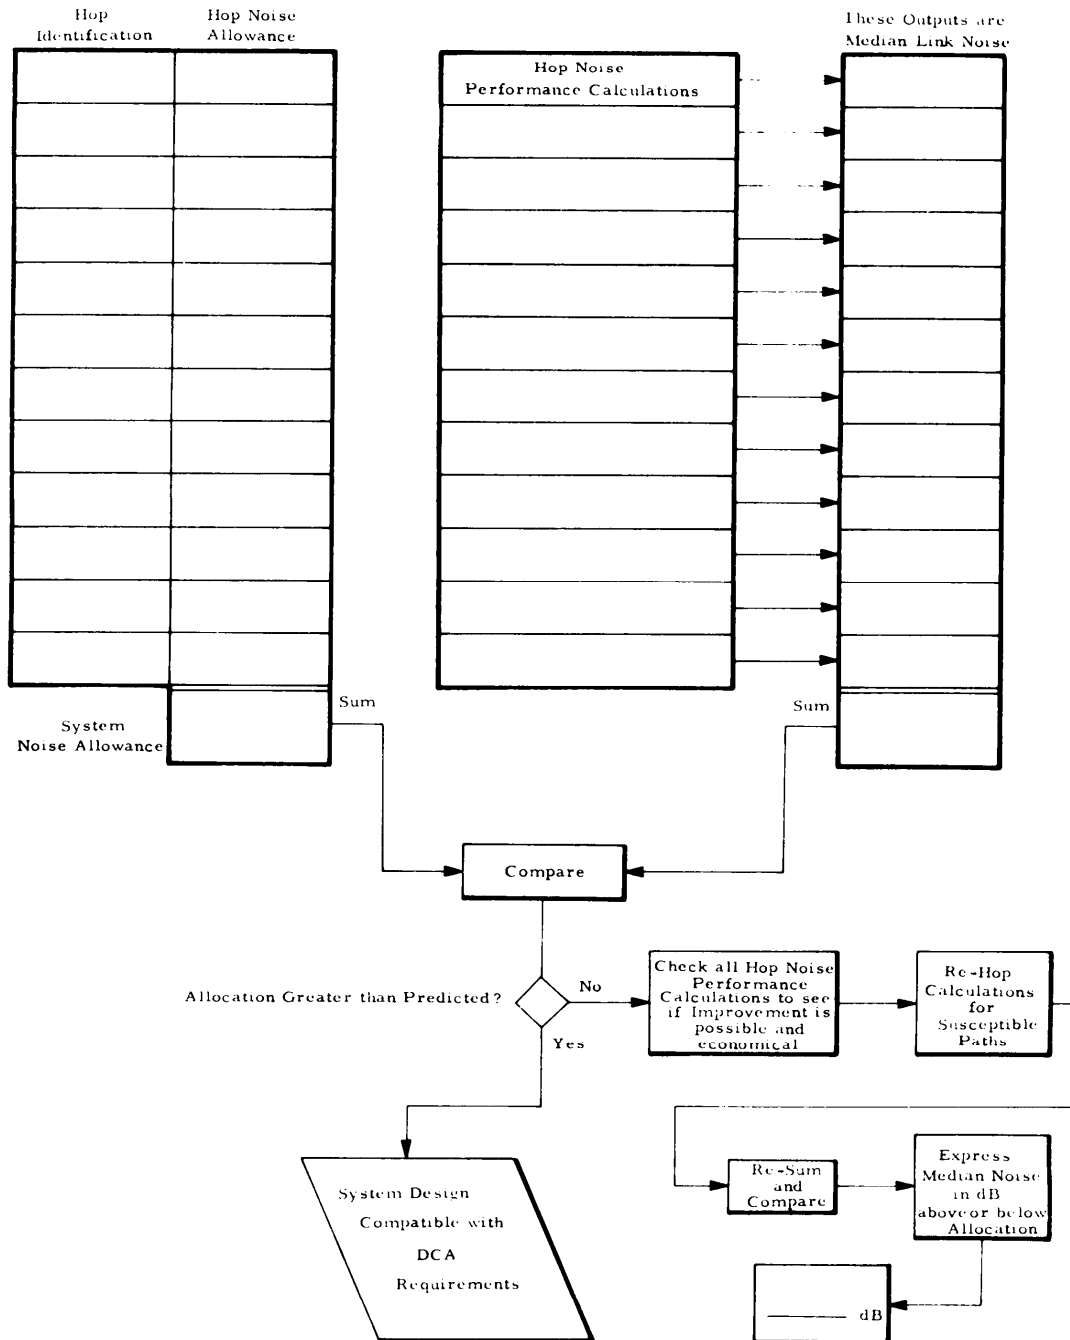 Hop
Identification
Hop Noise
Allowance
These Outputs are
Median Link Noise
Hop Noise
Performance Calculations
Sum
System
Noise Allowance
Sum
Compare
Allocation Greater than Predicted?
No
Yes
Check all Hop Noise
Performance
Calculations to see
if Improvement is
possible and
economical
Re-Hop
Calculations
for
Susceptible
Paths
Re-Sum
and
Compare
Express
Median Noise
in dB
above or below
Allocation
System Design
Compatible with
DCA
Requirements
dB